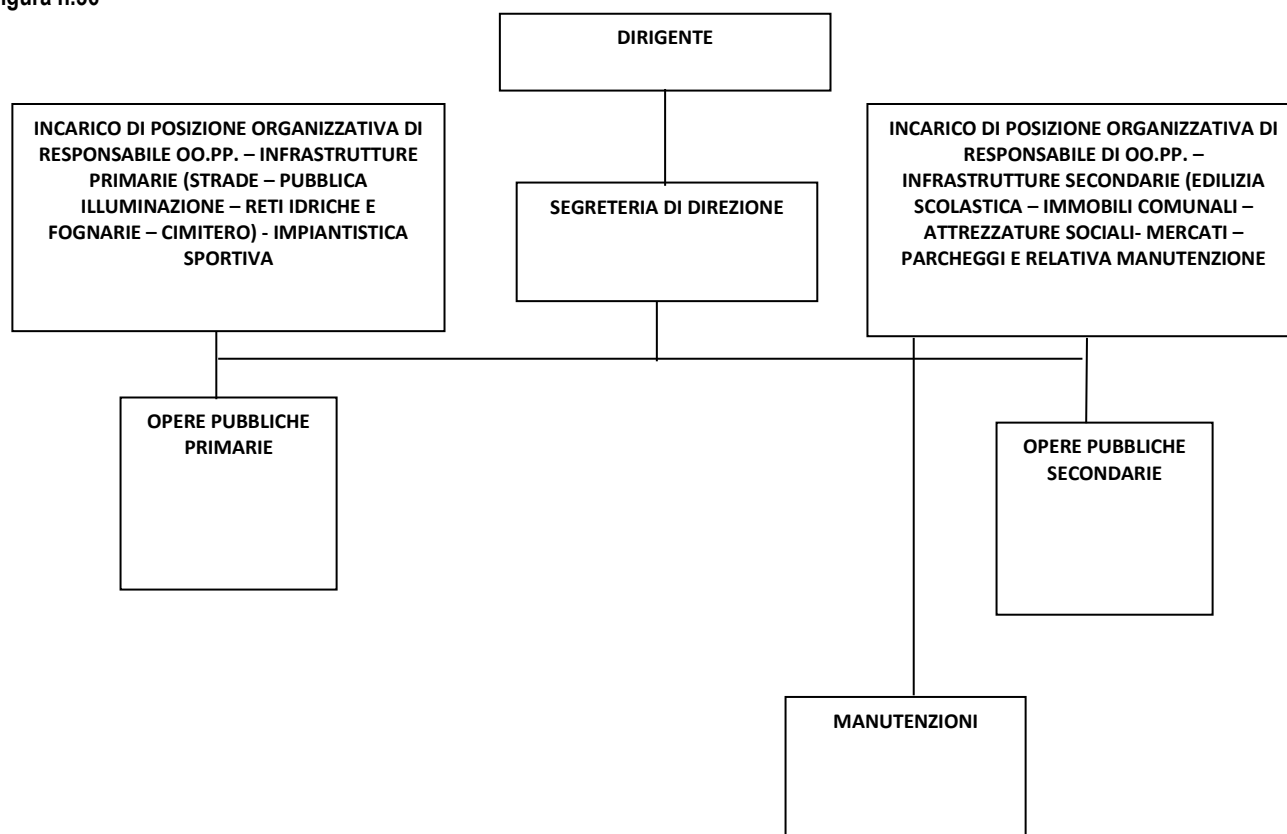 DIRIGENTE
INCARICO DI POSIZIONE ORGANIZZATIVA DI
RESPONSABILE OO.PP. – INFRASTRUTTURE
PRIMARIE (STRADE – PUBBLICA
ILLUMINAZIONE – RETI IDRICHE E
FOGNARIE – CIMITERO) - IMPIANTISTICA
SPORTIVA
SEGRETERIA DI DIREZIONE
INCARICO DI POSIZIONE ORGANIZZATIVA DI
RESPONSABILE DI OO.PP. –
INFRASTRUTTURE SECONDARIE (EDILIZIA
SCOLASTICA – IMMOBILI COMUNALI –
ATTREZZATURE SOCIALI- MERCATI –
PARCHEGGI E RELATIVA MANUTENZIONE
OPERE PUBBLICHE
PRIMARIE
OPERE PUBBLICHE
SECONDARIE
MANUTENZIONI